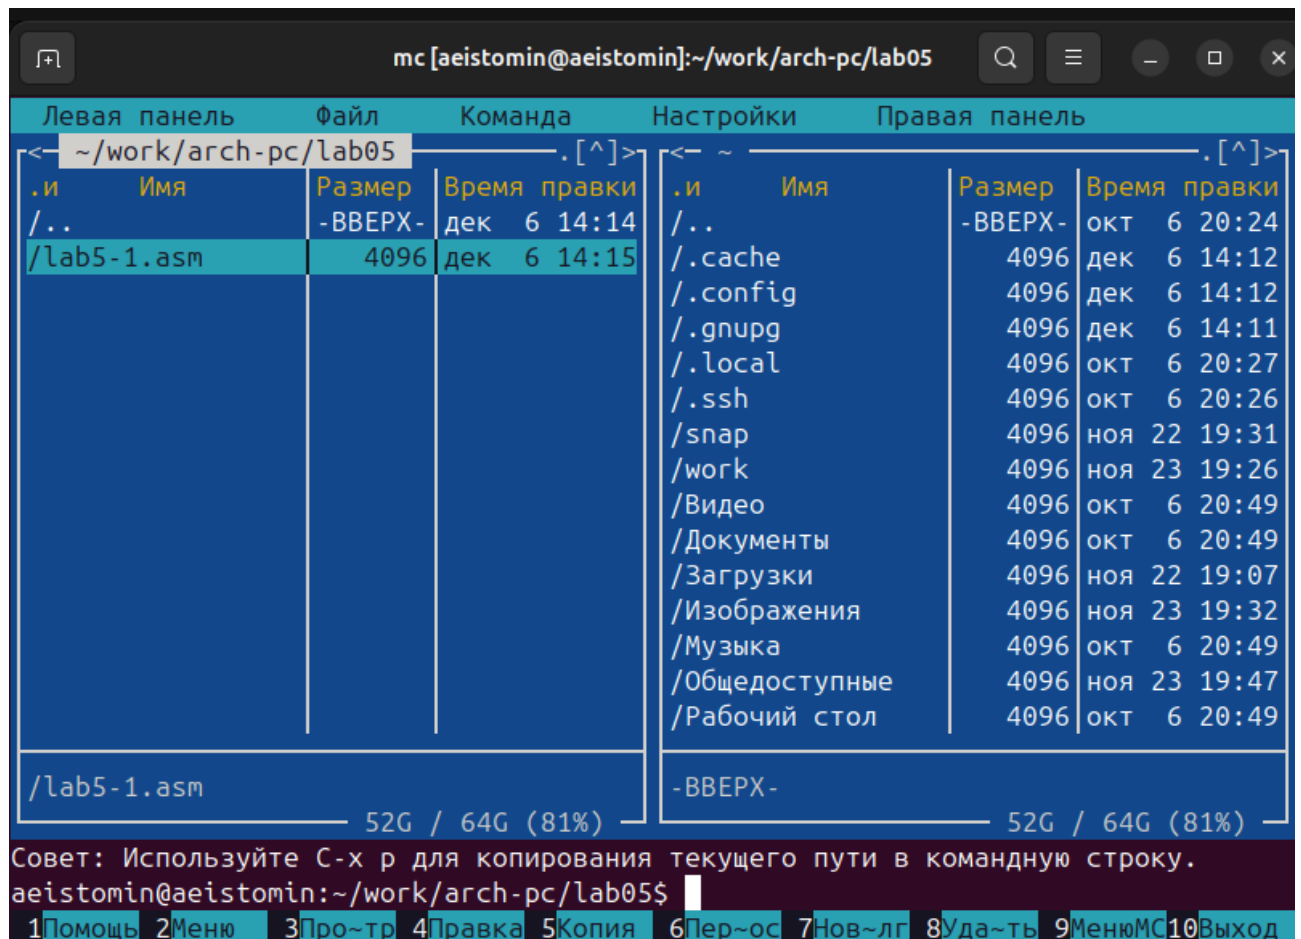 mc [aeistomin@aeistomin]:~/work/arch-pc/lab05
Левая панель Файл Команда Настройки Правая панель
<- ~/work/arch-pc/lab05 .[^]> <- ~ .[^]>
.и Имя Размер Время правки .и Имя Размер Время правки
/.. -ВВЕРХ- дек 6 14:14 /.. -ВВЕРХ- окт 6 20:24
/lab5-1.asm 4096 дек 6 14:15 /.cache 4096 дек 6 14:12
/.config 4096 дек 6 14:12
/.gnupg 4096 дек 6 14:11
/.local 4096 окт 6 20:27
/.ssh 4096 окт 6 20:26
/snap 4096 ноя 22 19:31
/work 4096 ноя 23 19:26
/Видео 4096 окт 6 20:49
/Документы 4096 окт 6 20:49
/Загрузки 4096 ноя 22 19:07
/Изображения 4096 ноя 23 19:32
/Музыка 4096 окт 6 20:49
/Общедоступные 4096 ноя 23 19:47
/Рабочий стол 4096 окт 6 20:49
/lab5-1.asm -ВВЕРХ-
52G / 64G (81%) 52G / 64G (81%)
Совет: Используйте C-x p для копирования текущего пути в командную строку.
aeistomin@aeistomin:~/work/arch-pc/lab05$
1Помощь 2Меню 3Про~тр 4Правка 5Копия 6Пер~ос 7Нов~лг 8Уда~ть 9МенюMC 10Выход